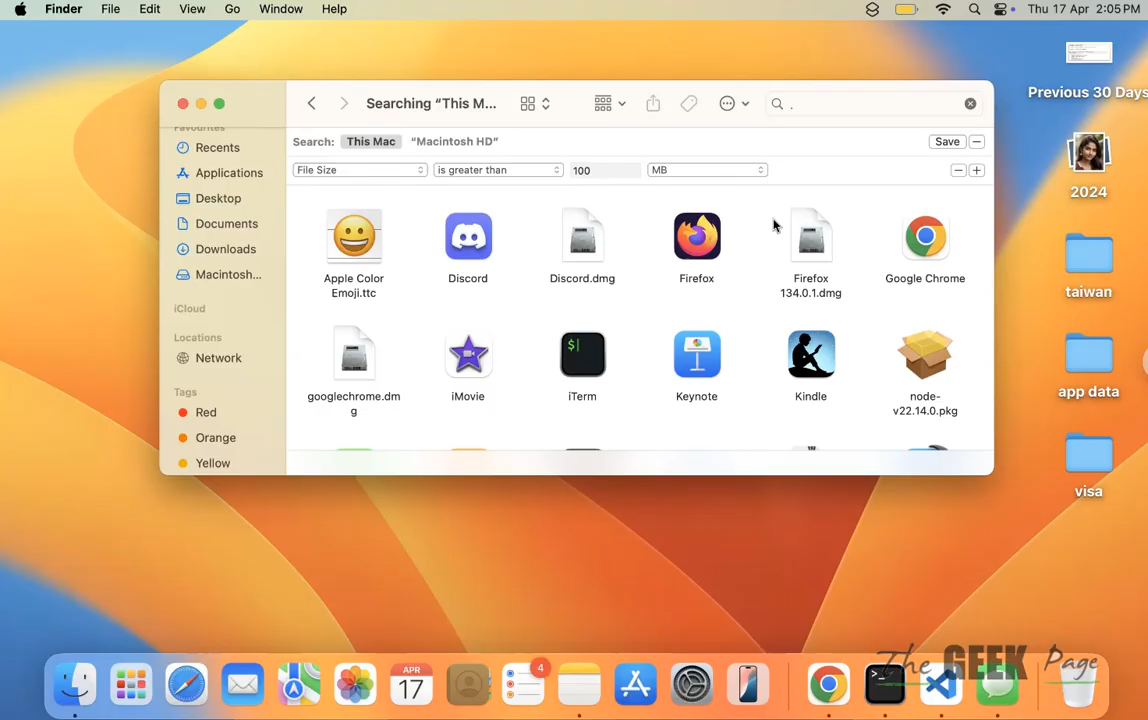 Finder File Edit View Go Window Help Thu 17 Apr 2:05 PM
Searching “This M... .
Search: This Mac “Macintosh HD” Save
File Size is greater than 100 MB
Favourites
Recents
Applications
Desktop
Documents
Downloads
Macintosh...
iCloud
Locations
Network
Tags
Red
Orange
Yellow
Apple Color
Emoji.ttc
Discord
Discord.dmg
Firefox
Firefox
134.0.1.dmg
Google Chrome
googlechrome.dm
g
iMovie
$
iTerm
Keynote
Kindle
node-
v22.14.0.pkg
Previous 30 Days
2024
taiwan
app data
visa
APR
17
4
>_
The GEEK Page